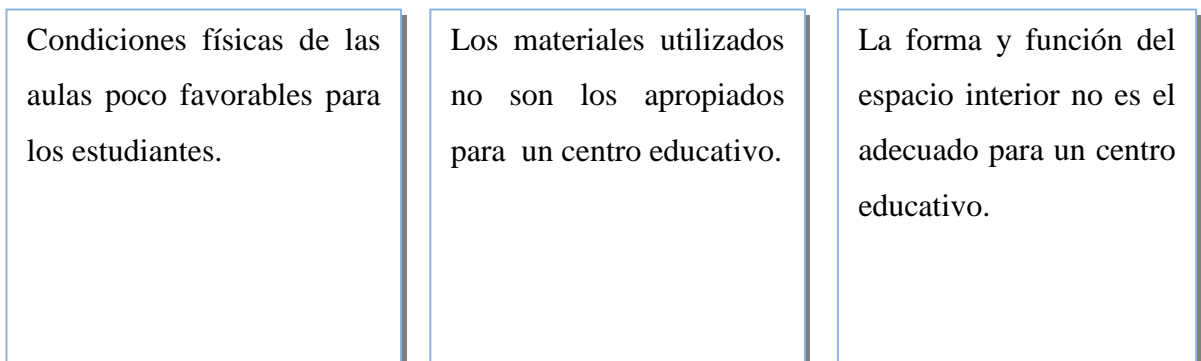 Condiciones físicas de las
aulas poco favorables para
los estudiantes.
Los materiales utilizados
no son los apropiados
para un centro educativo.
La forma y función del
espacio interior no es el
adecuado para un centro
educativo.